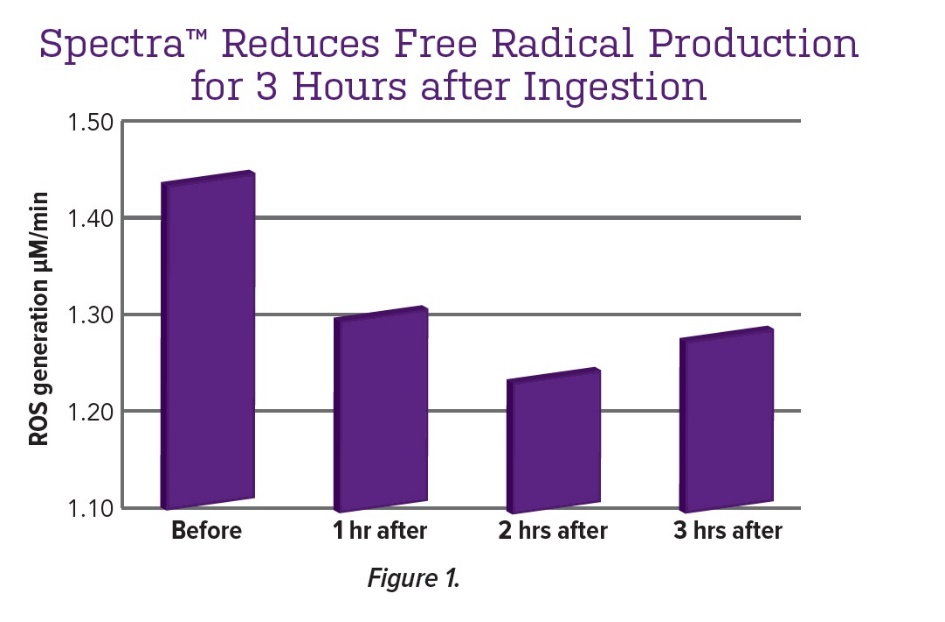 Spectra™ Reduces Free Radical Production
for 3 Hours after Ingestion
1.50
1.40
1.30
1.20
1.10
ROS generation µM/min
Before
1 hr after
2 hrs after
3 hrs after
Figure 1.